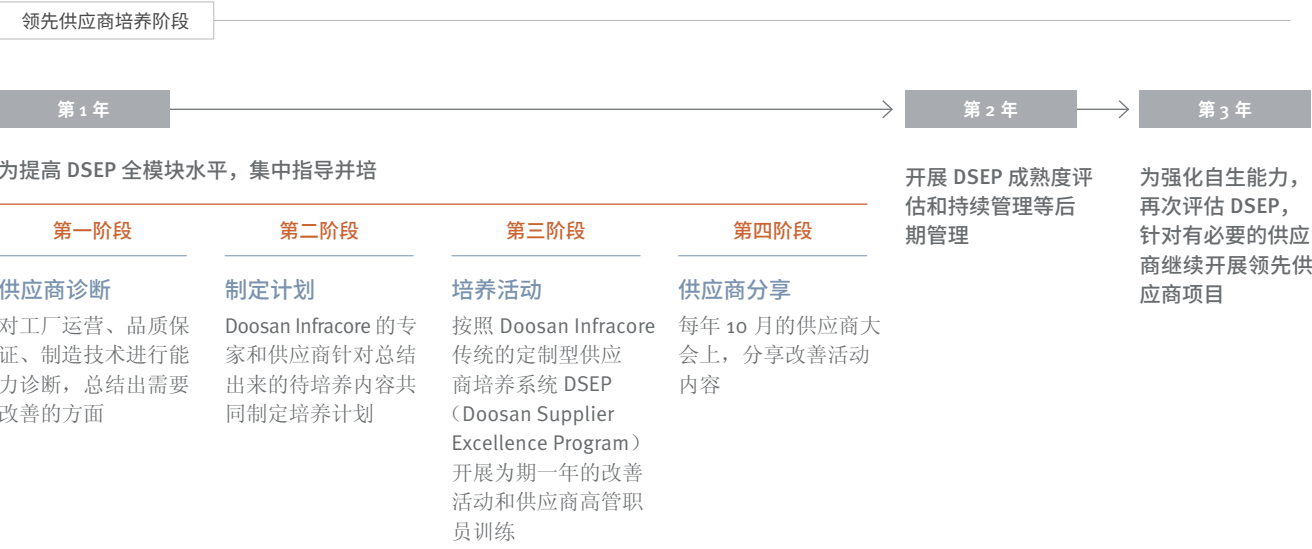 领先供应商培养阶段
第 1 年
为提高 DSEP 全模块水平，集中指导并培
第一阶段
供应商诊断
对工厂运营、品质保
证、制造技术进行能
力诊断，总结出需要
改善的方面
第二阶段
制定计划
Doosan Infracore 的专
家和供应商针对总结
出来的待培养内容共
同制定培养计划
第三阶段
培养活动
按照 Doosan Infracore
传统的定制型供应
商培养系统 DSEP
（Doosan Supplier
Excellence Program）
开展为期一年的改善
活动和供应商高管职
员训练
第四阶段
供应商分享
每年 10 月的供应商大
会上，分享改善活动
内容
第 2 年
开展 DSEP 成熟度评
估和持续管理等后
期管理
第 3 年
为强化自生能力，
再次评估 DSEP，
针对有必要的供应
商继续开展领先供
应商项目